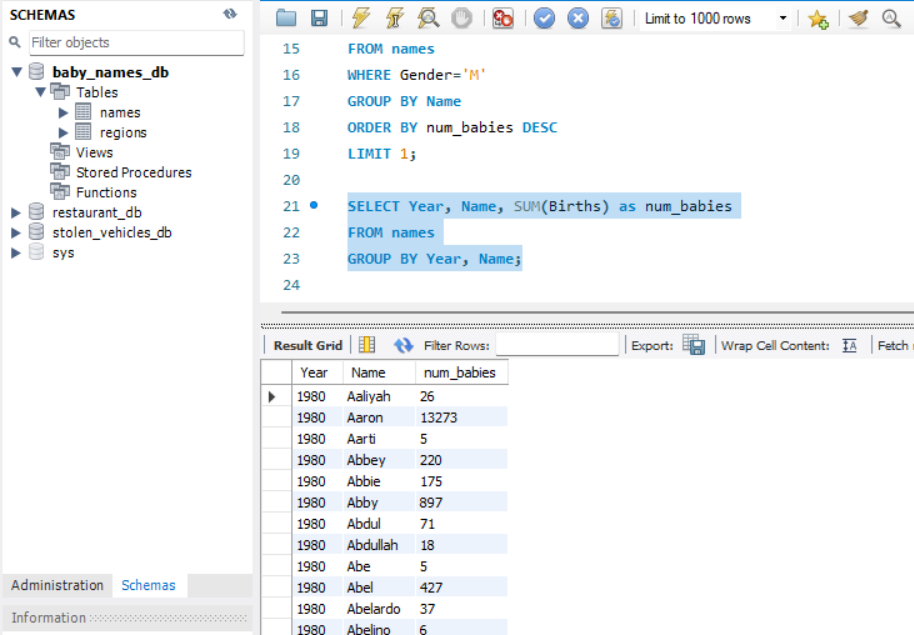 SCHEMAS
Filter objects
baby_names_db
Tables
names
regions
Views
Stored Procedures
Functions
restaurant_db
stolen_vehicles_db
sys
Administration Schemas
Information
Limit to 1000 rows
15 FROM names
16 WHERE Gender='M'
17 GROUP BY Name
18 ORDER BY num_babies DESC
19 LIMIT 1;
20
21 SELECT Year, Name, SUM(Births) as num_babies
22 FROM names
23 GROUP BY Year, Name;
24
Result Grid Filter Rows: Export: Wrap Cell Content: Fetch
Year Name num_babies
1980 Aaliyah 26
1980 Aaron 13273
1980 Aarti 5
1980 Abbey 220
1980 Abbie 175
1980 Abby 897
1980 Abdul 71
1980 Abdullah 18
1980 Abe 5
1980 Abel 427
1980 Abelardo 37
1980 Abelino 6